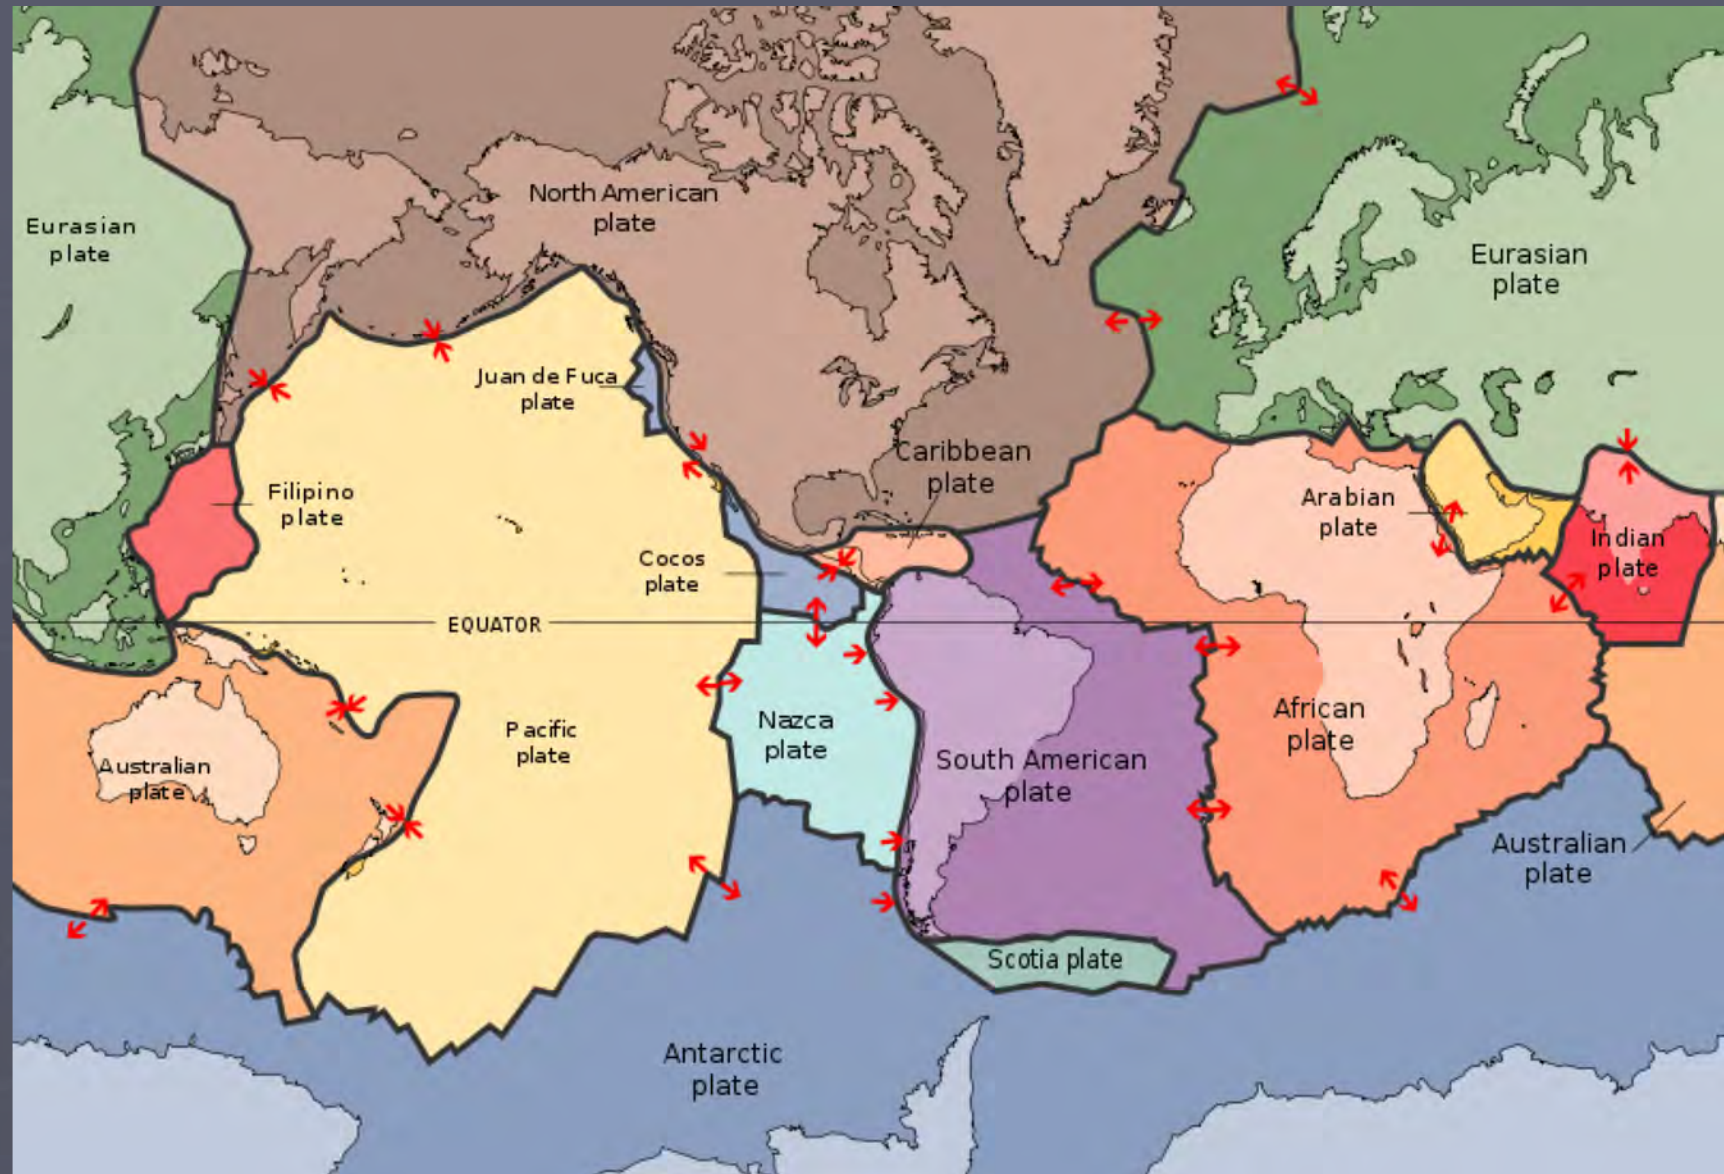 North American
plate
Eurasian
plate
Eurasian
plate
Juan de Fuca
plate
Caribbean
plate
Filipino
plate
Arabian
plate
Indian
plate
Cocos
plate
EQUATOR
Pacific
plate
Nazca
plate
South American
plate
African
plate
Australian
plate
Australian
plate
Scotia plate
Antarctic
plate